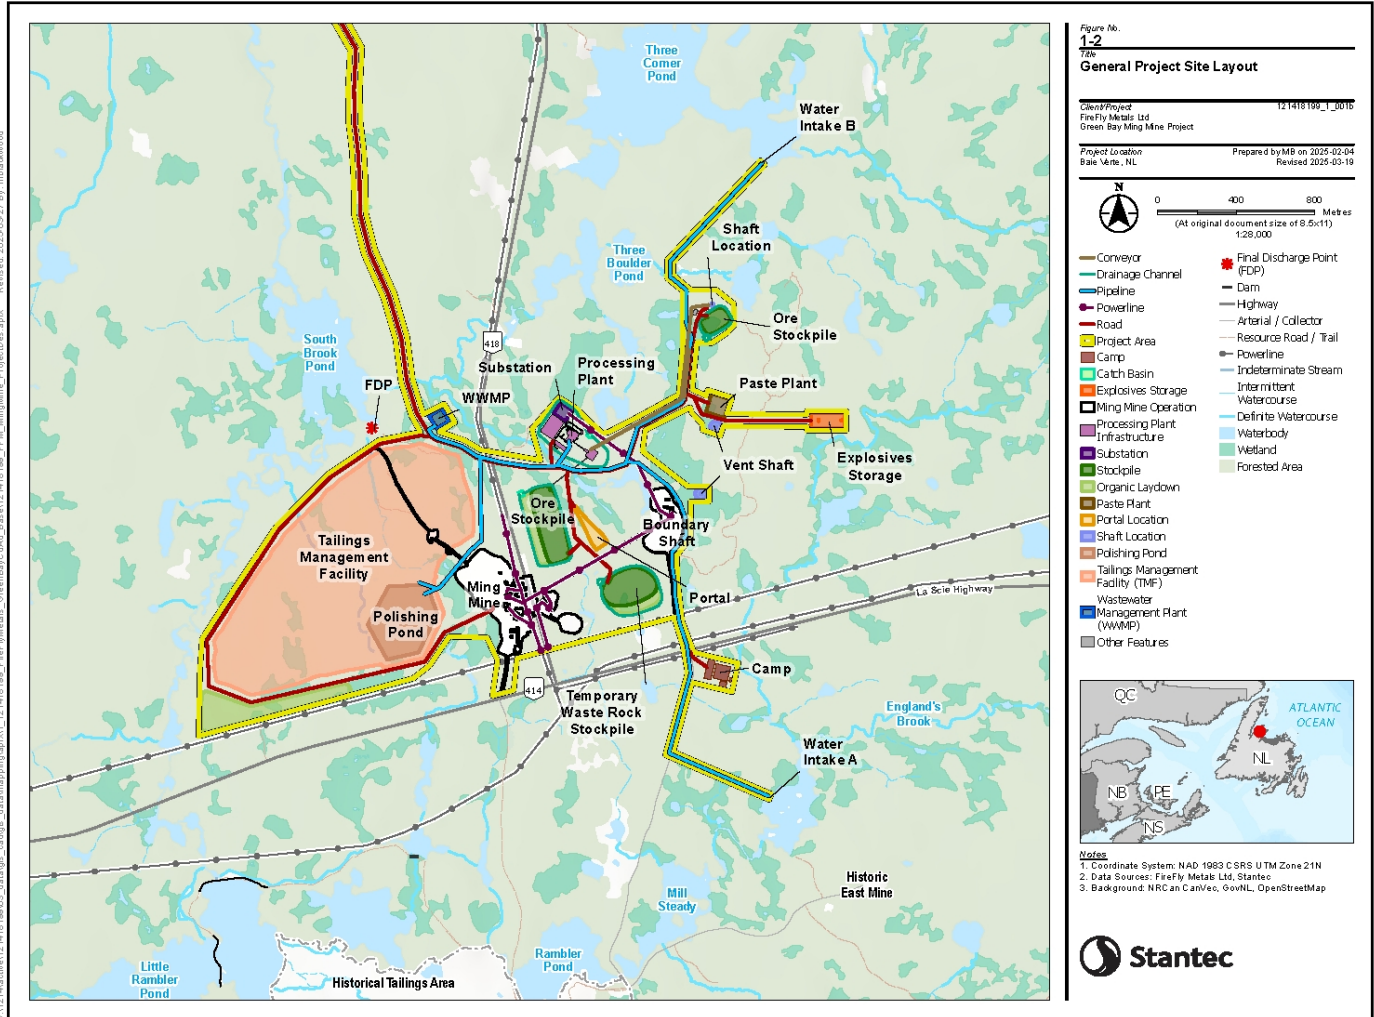 Three
Corner
Pond
Water
Intake B
Shaft
Location
Three
Boulder
Pond
Ore
Stockpile
418
South
Brook
Pond
Substation
Processing
Plant
FDP
WWMP
Paste Plant
Explosives
Storage
Vent Shaft
Ore
Stockpile
Boundary
Shaft
Tailings
Management
Facility
Ming
Mine
Portal
La Scie Highway
Polishing
Pond
Camp
414
Temporary
Waste Rock
Stockpile
England's
Brook
Water
Intake A
Historic
East Mine
Mill
Steady
Rambler
Pond
Little
Rambler
Pond
Historical Tailings Area
Figure No.
1-2
Title
General Project Site Layout
Client/Project 121418199_1_001b
FireFly Metals Ltd
Green Bay Ming Mine Project
Project Location Prepared by MB on 2025-02-04
Baie Verte, NL Revised 2025-03-19
N
0 400 800
Metres
(At original document size of 8.5x11)
1:28,000
Conveyor
Drainage Channel
Pipeline
Powerline
Road
Project Area
Camp
Catch Basin
Explosives Storage
Ming Mine Operation
Processing Plant
Infrastructure
Substation
Stockpile
Organic Laydown
Paste Plant
Portal Location
Shaft Location
Polishing Pond
Tailings Management
Facility (TMF)
Wastewater
Management Plant
(WWMP)
Other Features
Final Discharge Point
(FDP)
Dam
Highway
Arterial / Collector
Resource Road / Trail
Powerline
Indeterminate Stream
Intermittent
Watercourse
Definite Watercourse
Waterbody
Wetland
Forested Area
QC
ATLANTIC
OCEAN
NL
NB
PE
NS
Notes
1. Coordinate System: NAD 1983 CSRS UTM Zone 21N
2. Data Sources: FireFly Metals Ltd, Stantec
3. Background: NRCan CanVec, GovNL, OpenStreetMap
Stantec